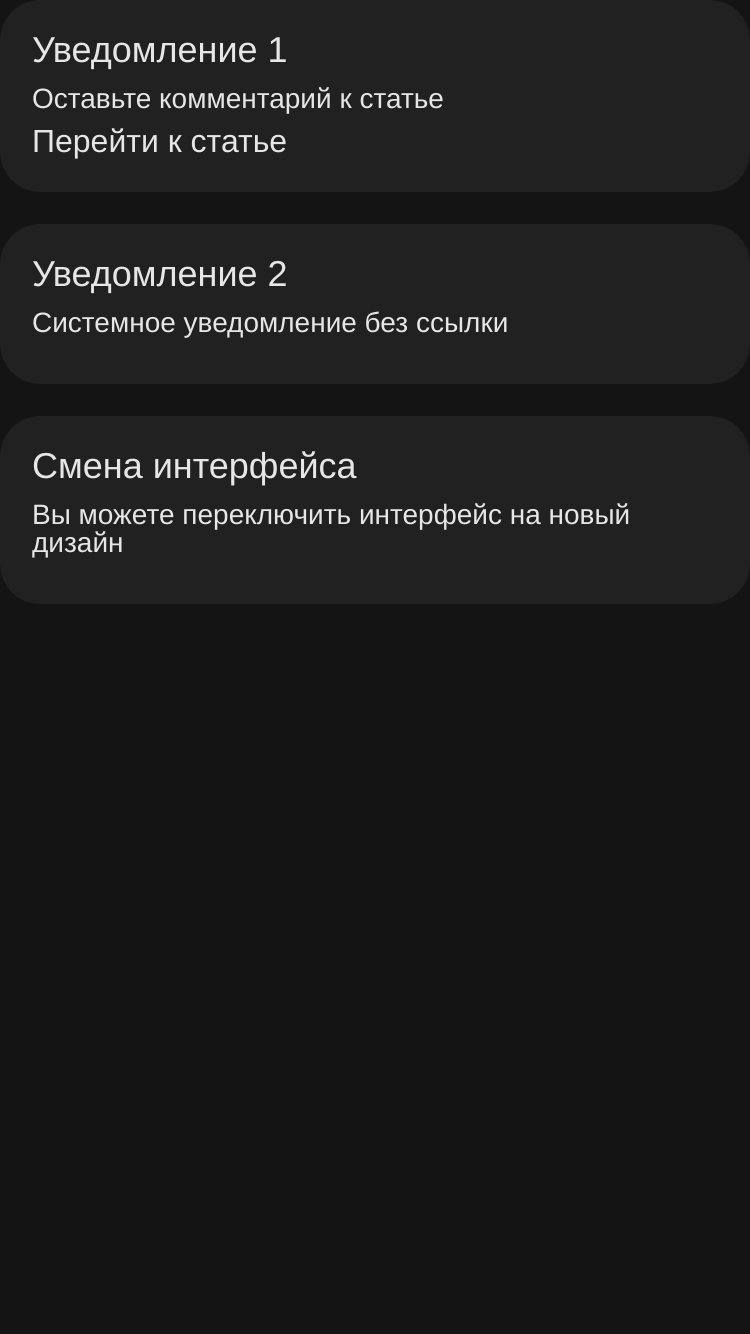 Уведомление 1
Оставьте комментарий к статье
Перейти к статье
Уведомление 2
Системное уведомление без ссылки
Смена интерфейса
Вы можете переключить интерфейс на новый
дизайн